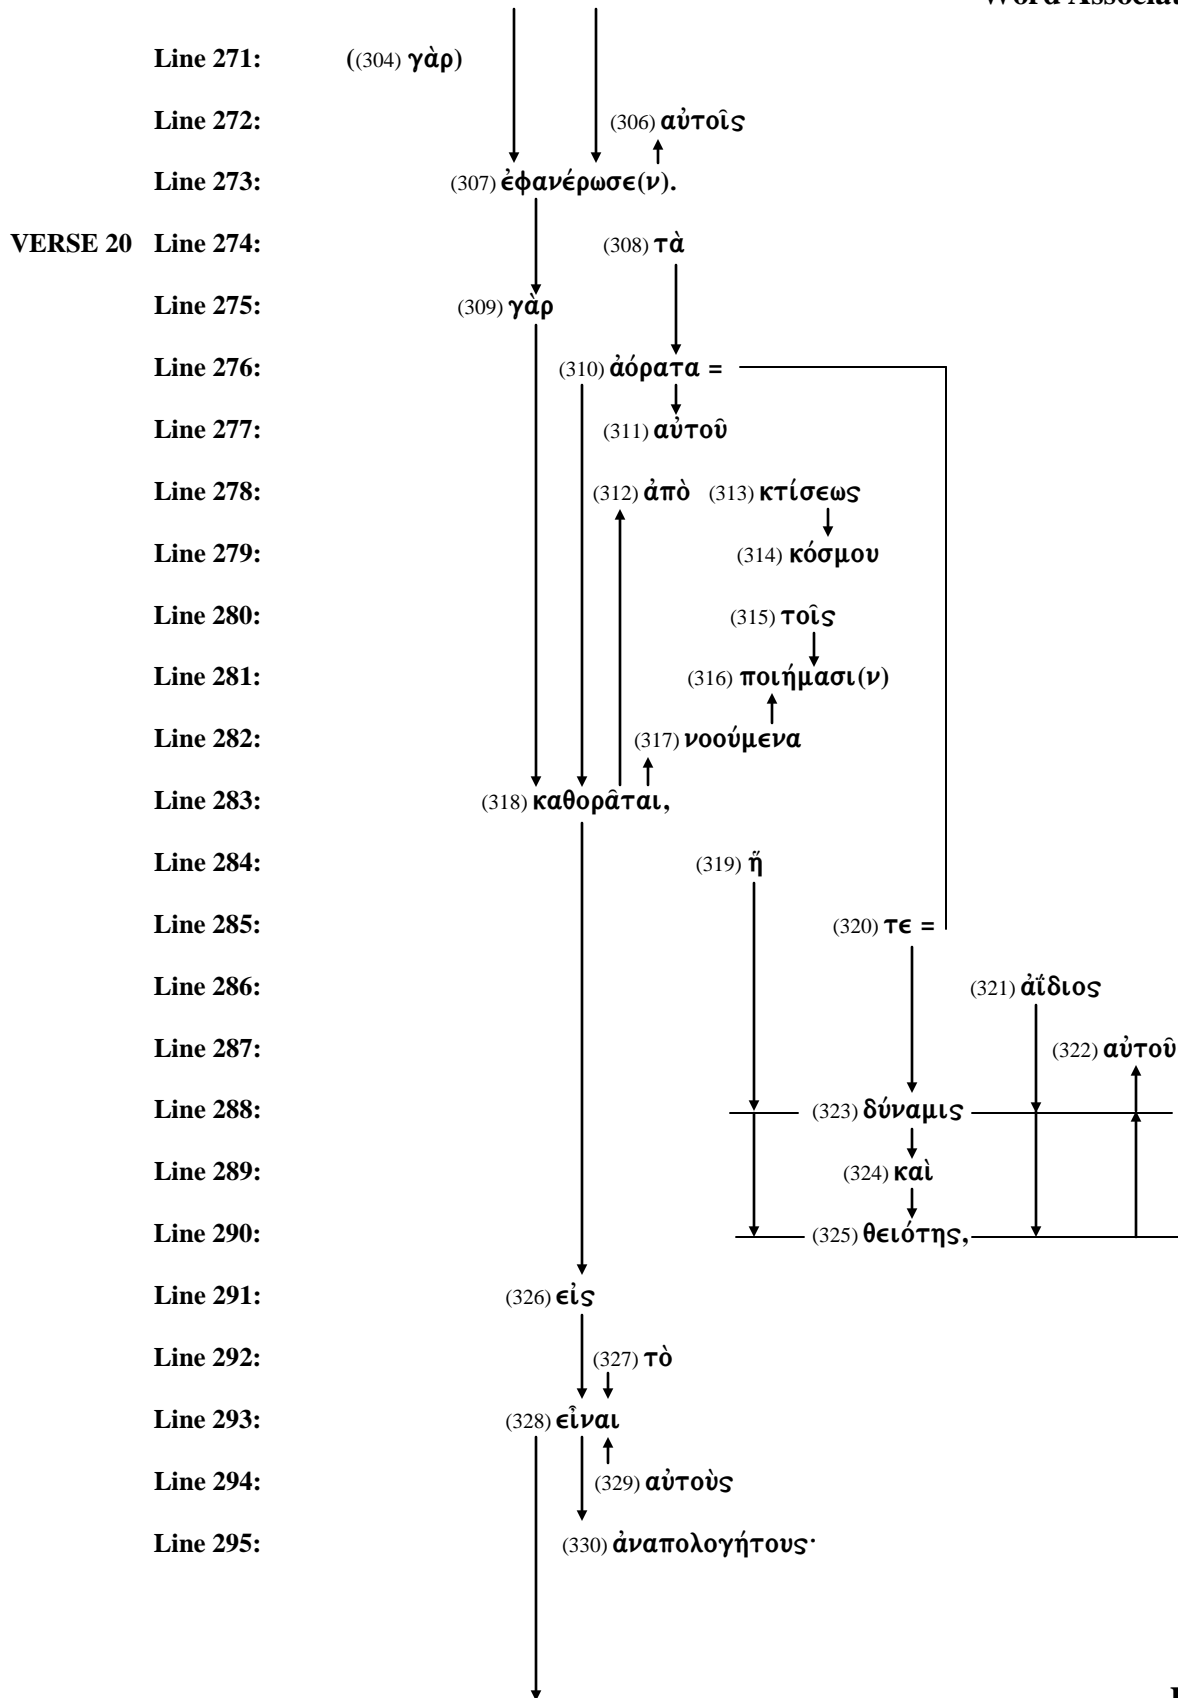 Word Associat
Line 271: ((304) γὰρ)
Line 272: (306) αὐτοῖς
Line 273: (307) ἐφανέρωσε(ν).
VERSE 20 Line 274: (308) τὰ
Line 275: (309) γὰρ
Line 276: (310) ἀόρατα =
Line 277: (311) αὐτοῦ
Line 278: (312) ἀπὸ (313) κτίσεως
Line 279: (314) κόσμου
Line 280: (315) τοῖς
Line 281: (316) ποιήμασι(ν)
Line 282: (317) νοούμενα
Line 283: (318) καθορᾶται,
Line 284: (319) ἥ
Line 285: (320) τε =
Line 286: (321) ἀΐδιος
Line 287: (322) αὐτοῦ
Line 288: (323) δύναμις
Line 289: (324) καὶ
Line 290: (325) θειότης,
Line 291: (326) εἰς
Line 292: (327) τὸ
Line 293: (328) εἶναι
Line 294: (329) αὐτοὺς
Line 295: (330) ἀναπολογήτους·